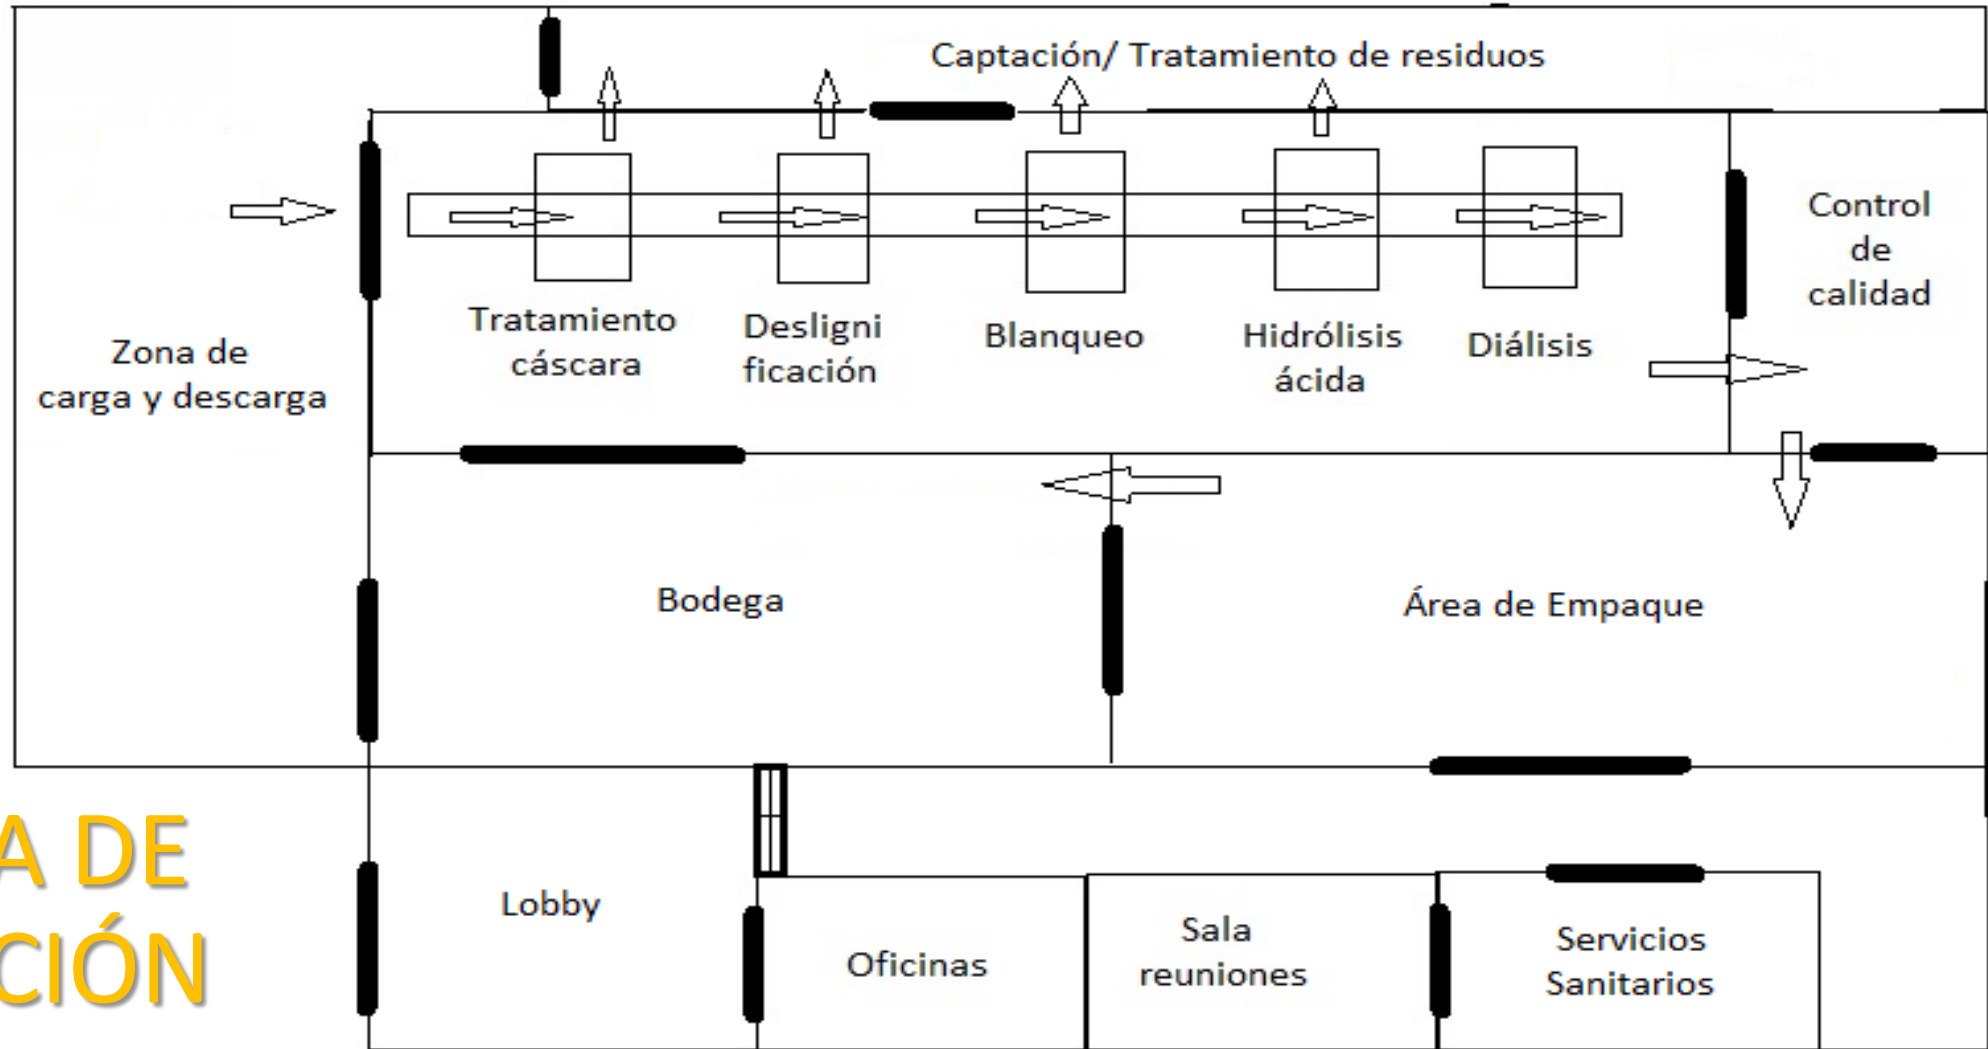 Captación/ Tratamiento de residuos
Control
de
calidad
Tratamiento
cáscara
Desligni
ficación
Blanqueo
Hidrólisis
ácida
Diálisis
Zona de
carga y descarga
Bodega
Área de Empaque
A DE
CIÓN
Lobby
Oficinas
Sala
reuniones
Servicios
Sanitarios